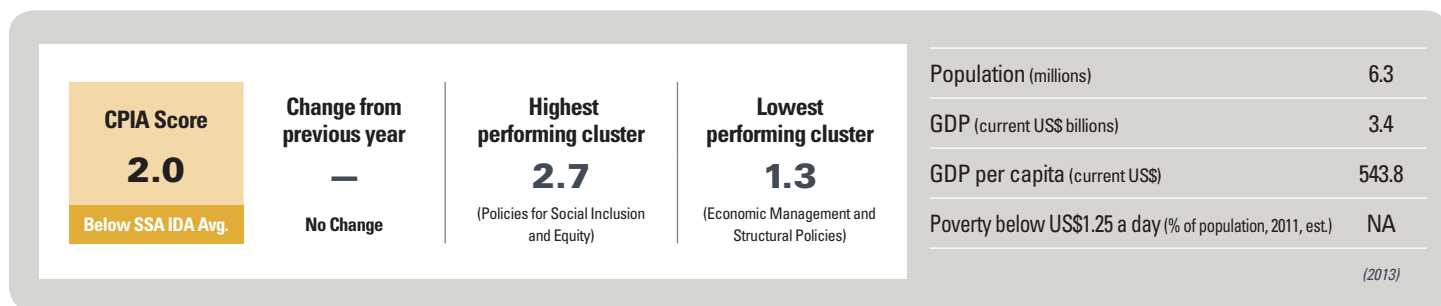 CPIA Score
2.0
Below SSA IDA Avg.
Change from
previous year
—
No Change
Highest
performing cluster
2.7
(Policies for Social Inclusion
and Equity)
Lowest
performing cluster
1.3
(Economic Management and
Structural Policies)
Population (millions) 6.3
GDP (current US$ billions) 3.4
GDP per capita (current US$) 543.8
Poverty below US$1.25 a day (% of population, 2011, est.) NA
(2013)